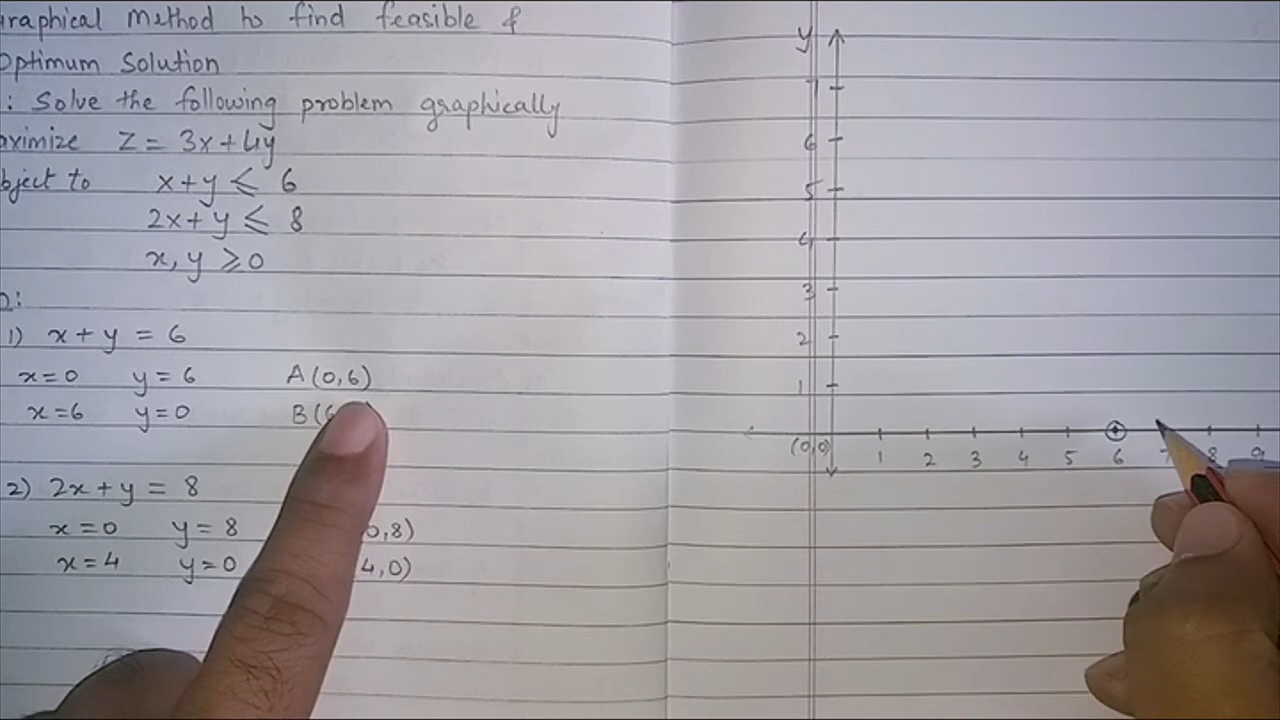 Graphical Method to find feasible &
Optimum Solution
: Solve the following problem graphically
aximize Z = 3x + 4y
bject to x+y ⩽ 6
2x+y ⩽ 8
x, y ⩾ 0
n:
1) x + y = 6
x=0 y=6 A(0,6)
x=6 y=0 B(6
2) 2x + y = 8
x=0 y=8 0,8)
x=4 y=0 4,0)
y
7
6
5
4
3
2
1
(0,0) 1 2 3 4 5 6 7 8 9